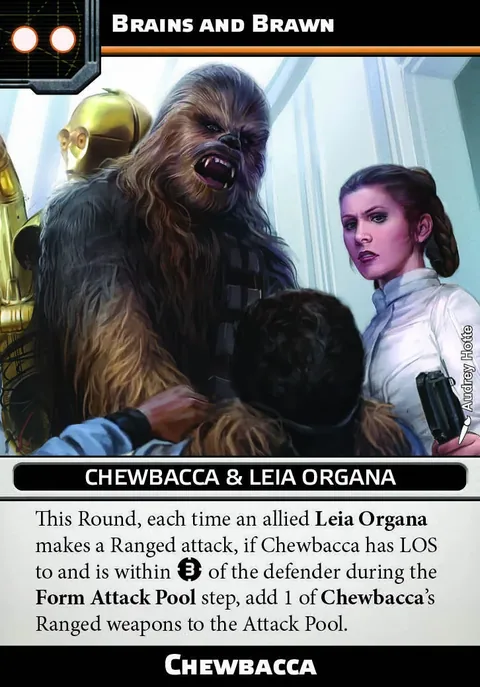 Brains and Brawn
Audrey Hotte
CHEWBACCA & LEIA ORGANA
This Round, each time an allied Leia Organa
makes a Ranged attack, if Chewbacca has LOS
to and is within 3 of the defender during the
Form Attack Pool step, add 1 of Chewbacca's
Ranged weapons to the Attack Pool.
Chewbacca